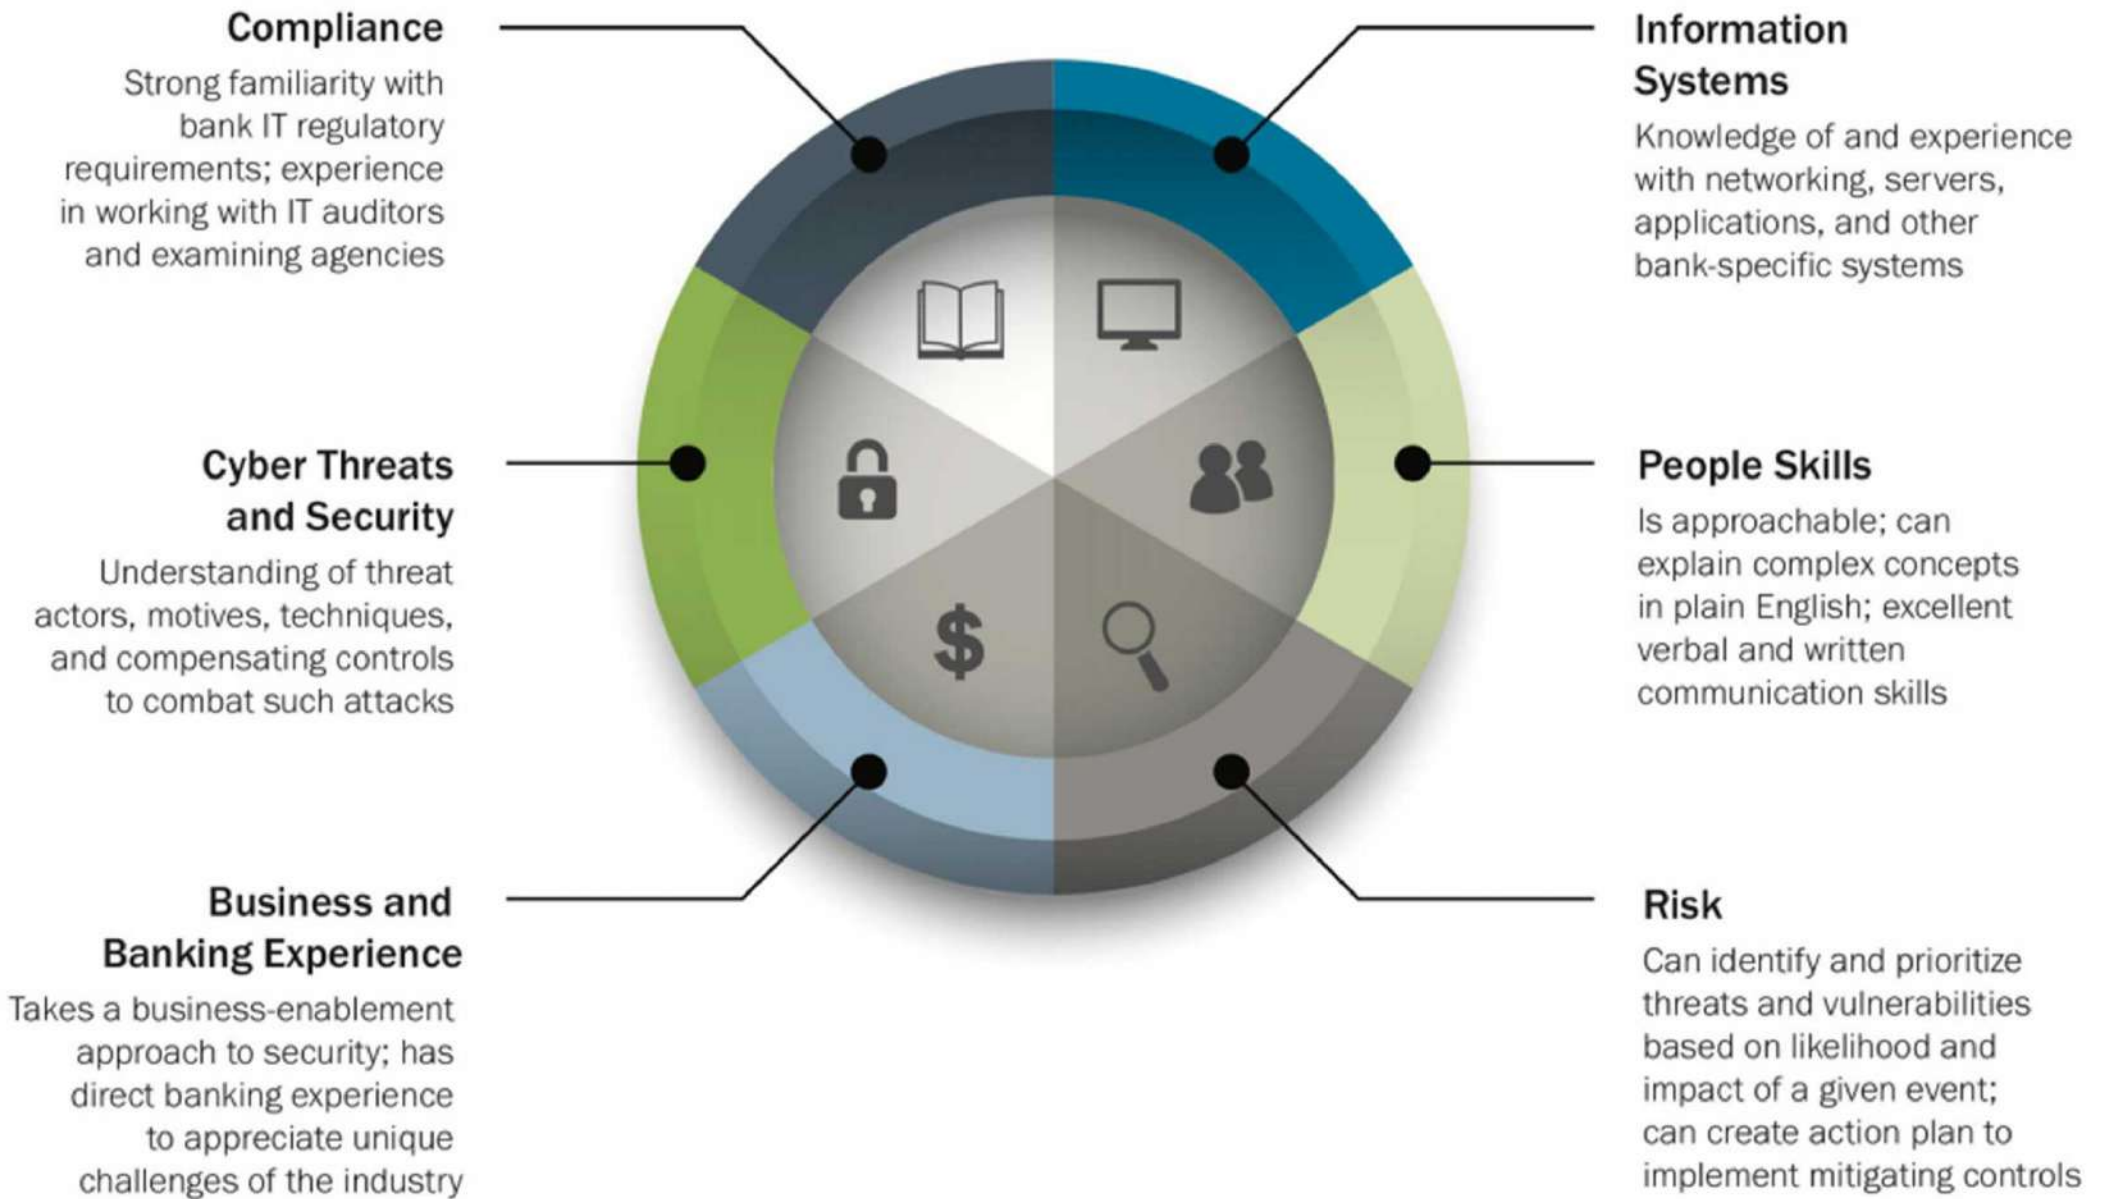 Compliance
Strong familiarity with
bank IT regulatory
requirements; experience
in working with IT auditors
and examining agencies
Information
Systems
Knowledge of and experience
with networking, servers,
applications, and other
bank-specific systems
Cyber Threats
and Security
Understanding of threat
actors, motives, techniques,
and compensating controls
to combat such attacks
People Skills
Is approachable; can
explain complex concepts
in plain English; excellent
verbal and written
communication skills
Business and
Banking Experience
Takes a business-enablement
approach to security; has
direct banking experience
to appreciate unique
challenges of the industry
Risk
Can identify and prioritize
threats and vulnerabilities
based on likelihood and
impact of a given event;
can create action plan to
implement mitigating controls
$